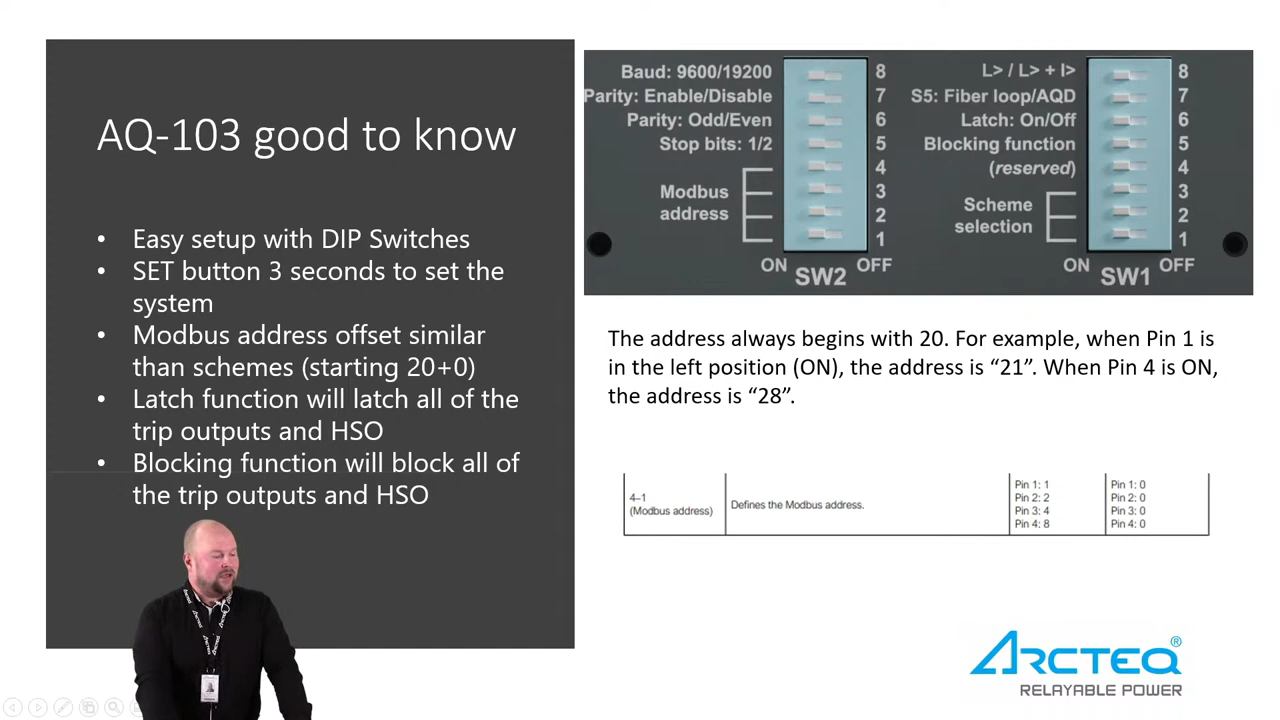 AQ-103 good to know
• Easy setup with DIP Switches
• SET button 3 seconds to set the
system
• Modbus address offset similar
than schemes (starting 20+0)
• Latch function will latch all of the
trip outputs and HSO
• Blocking function will block all of
the trip outputs and HSO
Baud: 9600/19200
Parity: Enable/Disable
Parity: Odd/Even
Stop bits: 1/2
Modbus
address
8
7
6
5
4
3
2
1
ON SW2 OFF
L> / L> + I>
S5: Fiber loop/AQD
Latch: On/Off
Blocking function
(reserved)
Scheme
selection
8
7
6
5
4
3
2
1
ON SW1 OFF
The address always begins with 20. For example, when Pin 1 is
in the left position (ON), the address is “21”. When Pin 4 is ON,
the address is “28”.
4–1
(Modbus address)
Defines the Modbus address.
Pin 1: 1
Pin 2: 2
Pin 3: 4
Pin 4: 8
Pin 1: 0
Pin 2: 0
Pin 3: 0
Pin 4: 0
ARCTEQ®
RELAYABLE POWER